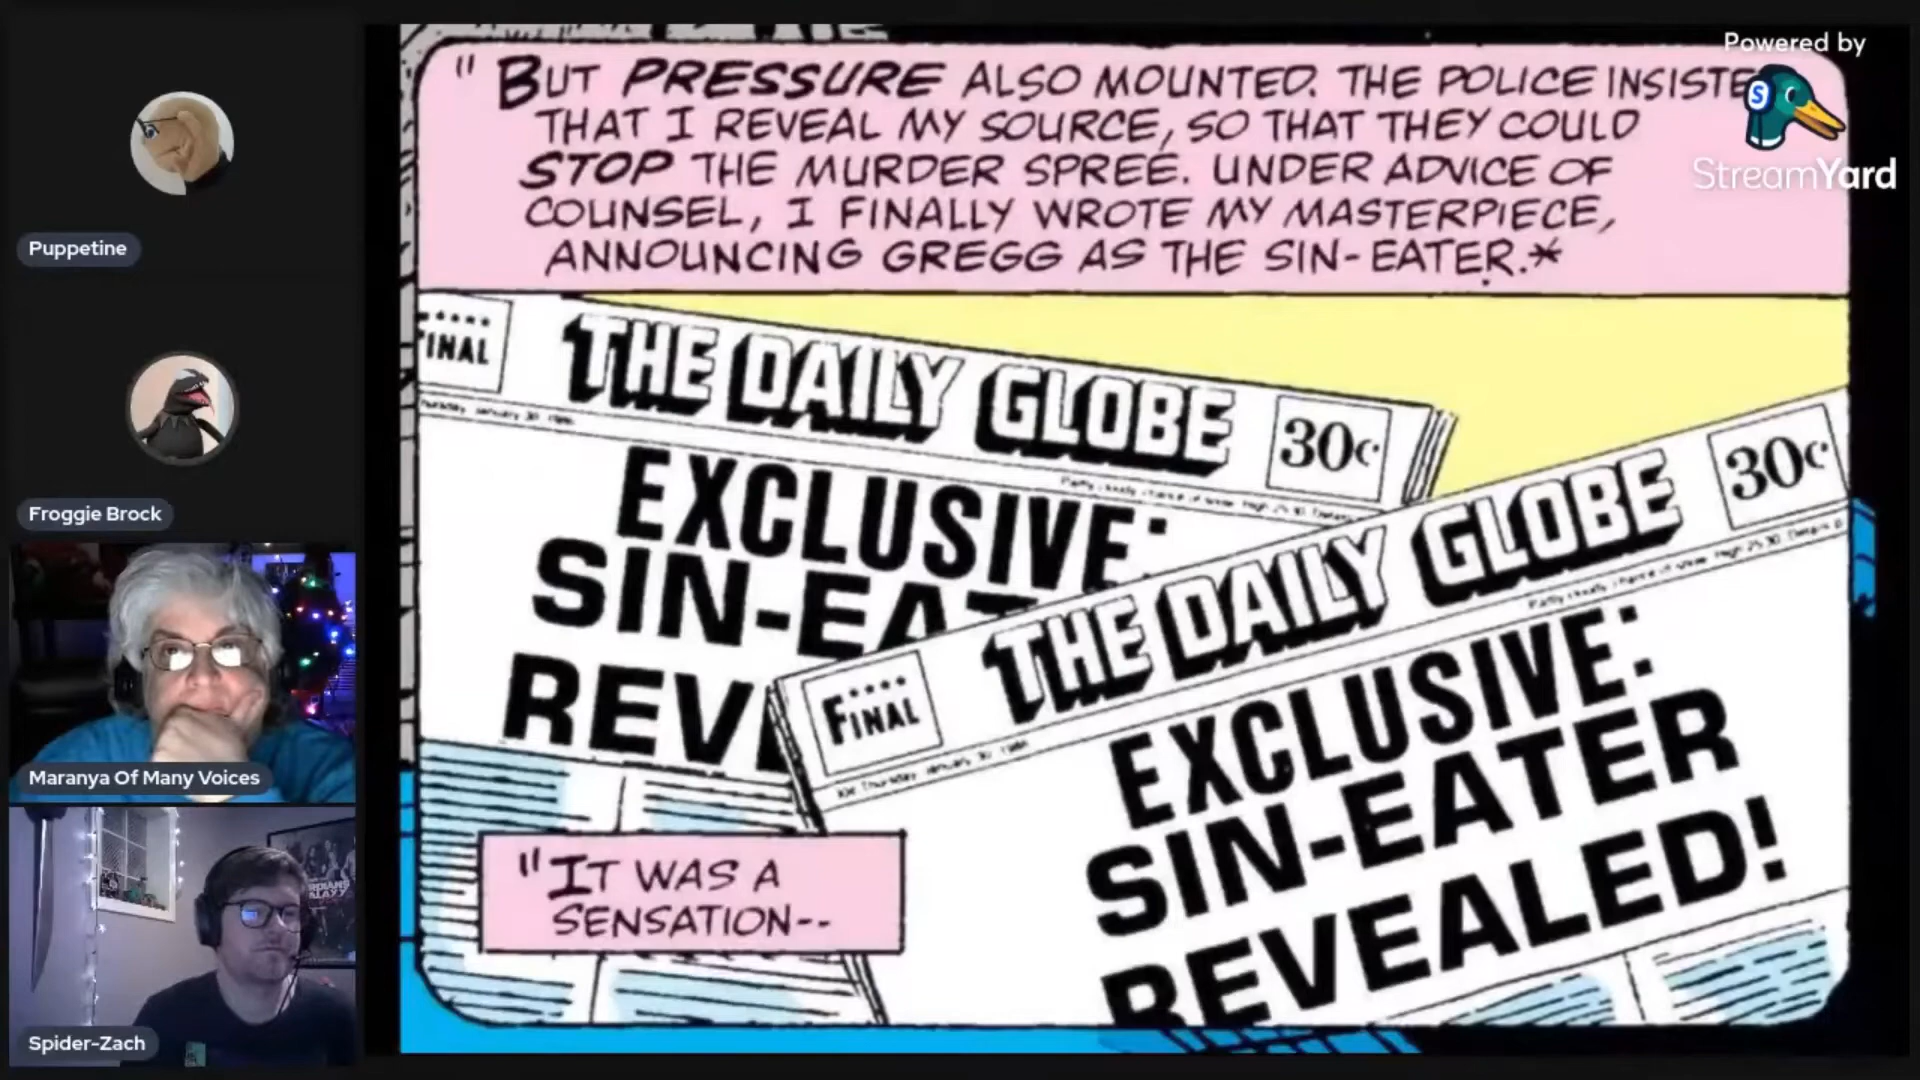 Puppetine
Froggie Brock
Maranya Of Many Voices
Spider-Zach
Powered by
StreamYard
" BUT PRESSURE ALSO MOUNTED. THE POLICE INSISTE
THAT I REVEAL MY SOURCE, SO THAT THEY COULD
STOP THE MURDER SPREE. UNDER ADVICE OF
COUNSEL, I FINALLY WROTE MY MASTERPIECE,
ANNOUNCING GREGG AS THE SIN-EATER.*
FINAL
THE DAILY GLOBE
30¢
EXCLUSIVE:
SIN-EAT
REV
FINAL
THE DAILY GLOBE
30¢
EXCLUSIVE:
SIN-EATER
REVEALED!
"IT WAS A
SENSATION--